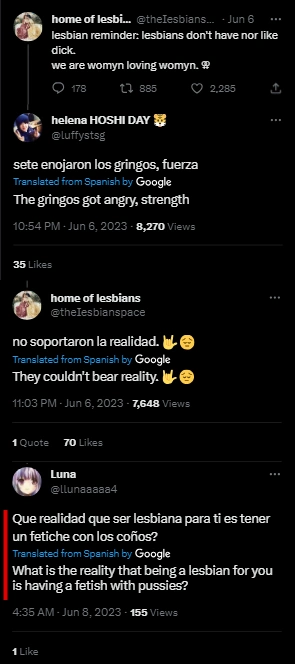 home of lesbi... @thelesbians... · Jun 6
lesbian reminder: lesbians don't have nor like
dick.
we are womyn loving womyn. ⚢
178 885 2,285
helena HOSHI DAY 🐯
@luffystsg
sete enojaron los gringos, fuerza
Translated from Spanish by Google
The gringos got angry, strength
10:54 PM · Jun 6, 2023 · 8,270 Views
35 Likes
home of lesbians
@thelesbianspace
no soportaron la realidad. 🤟😔
Translated from Spanish by Google
They couldn't bear reality. 🤟😔
11:03 PM · Jun 6, 2023 · 7,648 Views
1 Quote 70 Likes
Luna
@llunaaaaa4
Que realidad que ser lesbiana para ti es tener
un fetiche con los coños?
Translated from Spanish by Google
What is the reality that being a lesbian for you
is having a fetish with pussies?
4:35 AM · Jun 8, 2023 · 155 Views
1 Like